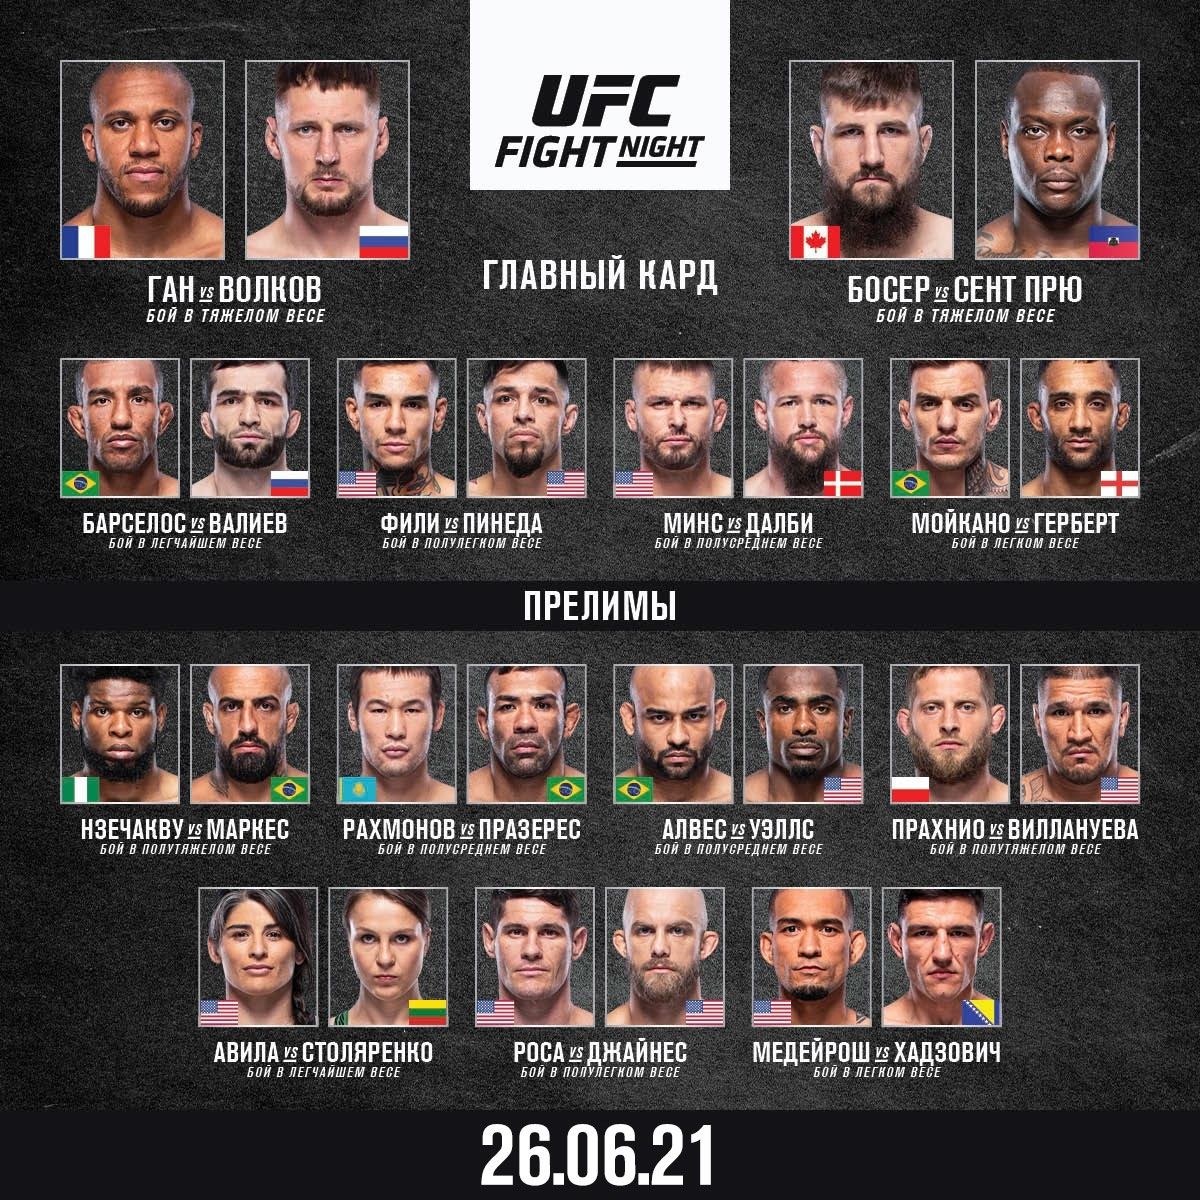 UFC
FIGHT NIGHT
ГЛАВНЫЙ КАРД
ГАН vs ВОЛКОВ
БОЙ В ТЯЖЕЛОМ ВЕСЕ
БОСЕР vs СЕНТ ПРЮ
БОЙ В ТЯЖЕЛОМ ВЕСЕ
БАРСЕЛОС vs ВАЛИЕВ
БОЙ В ЛЕГЧАЙШЕМ ВЕСЕ
ФИЛИ vs ПИНЕДА
БОЙ В ПОЛУЛЕГКОМ ВЕСЕ
МИНС vs ДАЛБИ
БОЙ В ПОЛУСРЕДНЕМ ВЕСЕ
МОЙКАНО vs ГЕРБЕРТ
БОЙ В ЛЕГКОМ ВЕСЕ
ПРЕЛИМЫ
НЗЕЧАКВУ vs МАРКЕС
БОЙ В ПОЛУТЯЖЕЛОМ ВЕСЕ
РАХМОНОВ vs ПРАЗЕРЕС
БОЙ В ПОЛУСРЕДНЕМ ВЕСЕ
АЛВЕС vs УЭЛЛС
БОЙ В ПОЛУСРЕДНЕМ ВЕСЕ
ПРАХНИО vs ВИЛЛАНУЕВА
БОЙ В ПОЛУТЯЖЕЛОМ ВЕСЕ
АВИЛА vs СТОЛЯРЕНКО
БОЙ В ЛЕГЧАЙШЕМ ВЕСЕ
РОСА vs ДЖАЙНЕС
БОЙ В ПОЛУЛЕГКОМ ВЕСЕ
МЕДЕЙРОШ vs ХАДЗОВИЧ
БОЙ В ЛЕГКОМ ВЕСЕ
26.06.21